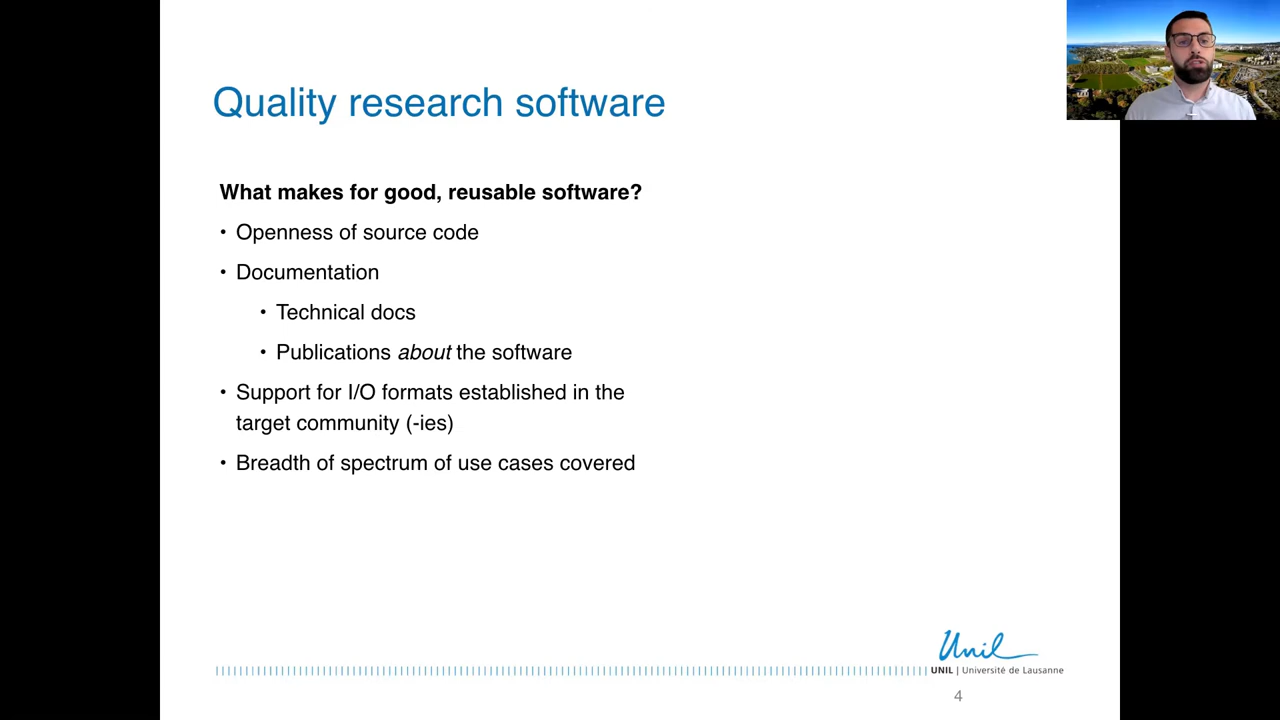 Quality research software
What makes for good, reusable software?
• Openness of source code
• Documentation
• Technical docs
• Publications about the software
• Support for I/O formats established in the
target community (-ies)
• Breadth of spectrum of use cases covered
Unil
UNIL | Université de Lausanne
4